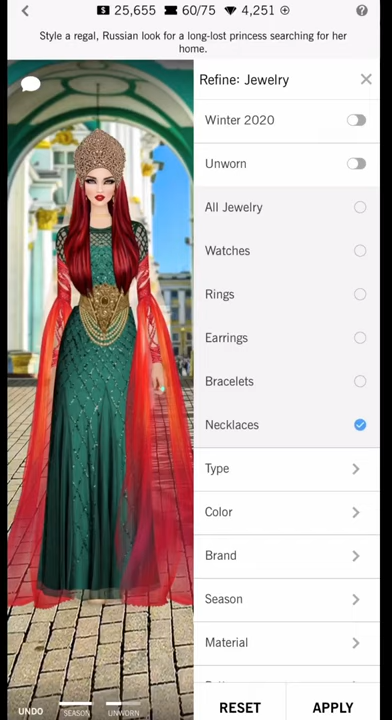 25,655 60/75 4,251
Style a regal, Russian look for a long-lost princess searching for her
home.
Refine: Jewelry
Winter 2020
Unworn
All Jewelry
Watches
Rings
Earrings
Bracelets
Necklaces
Type
Color
Brand
Season
Material
UNDO SEASON UNWORN
RESET APPLY